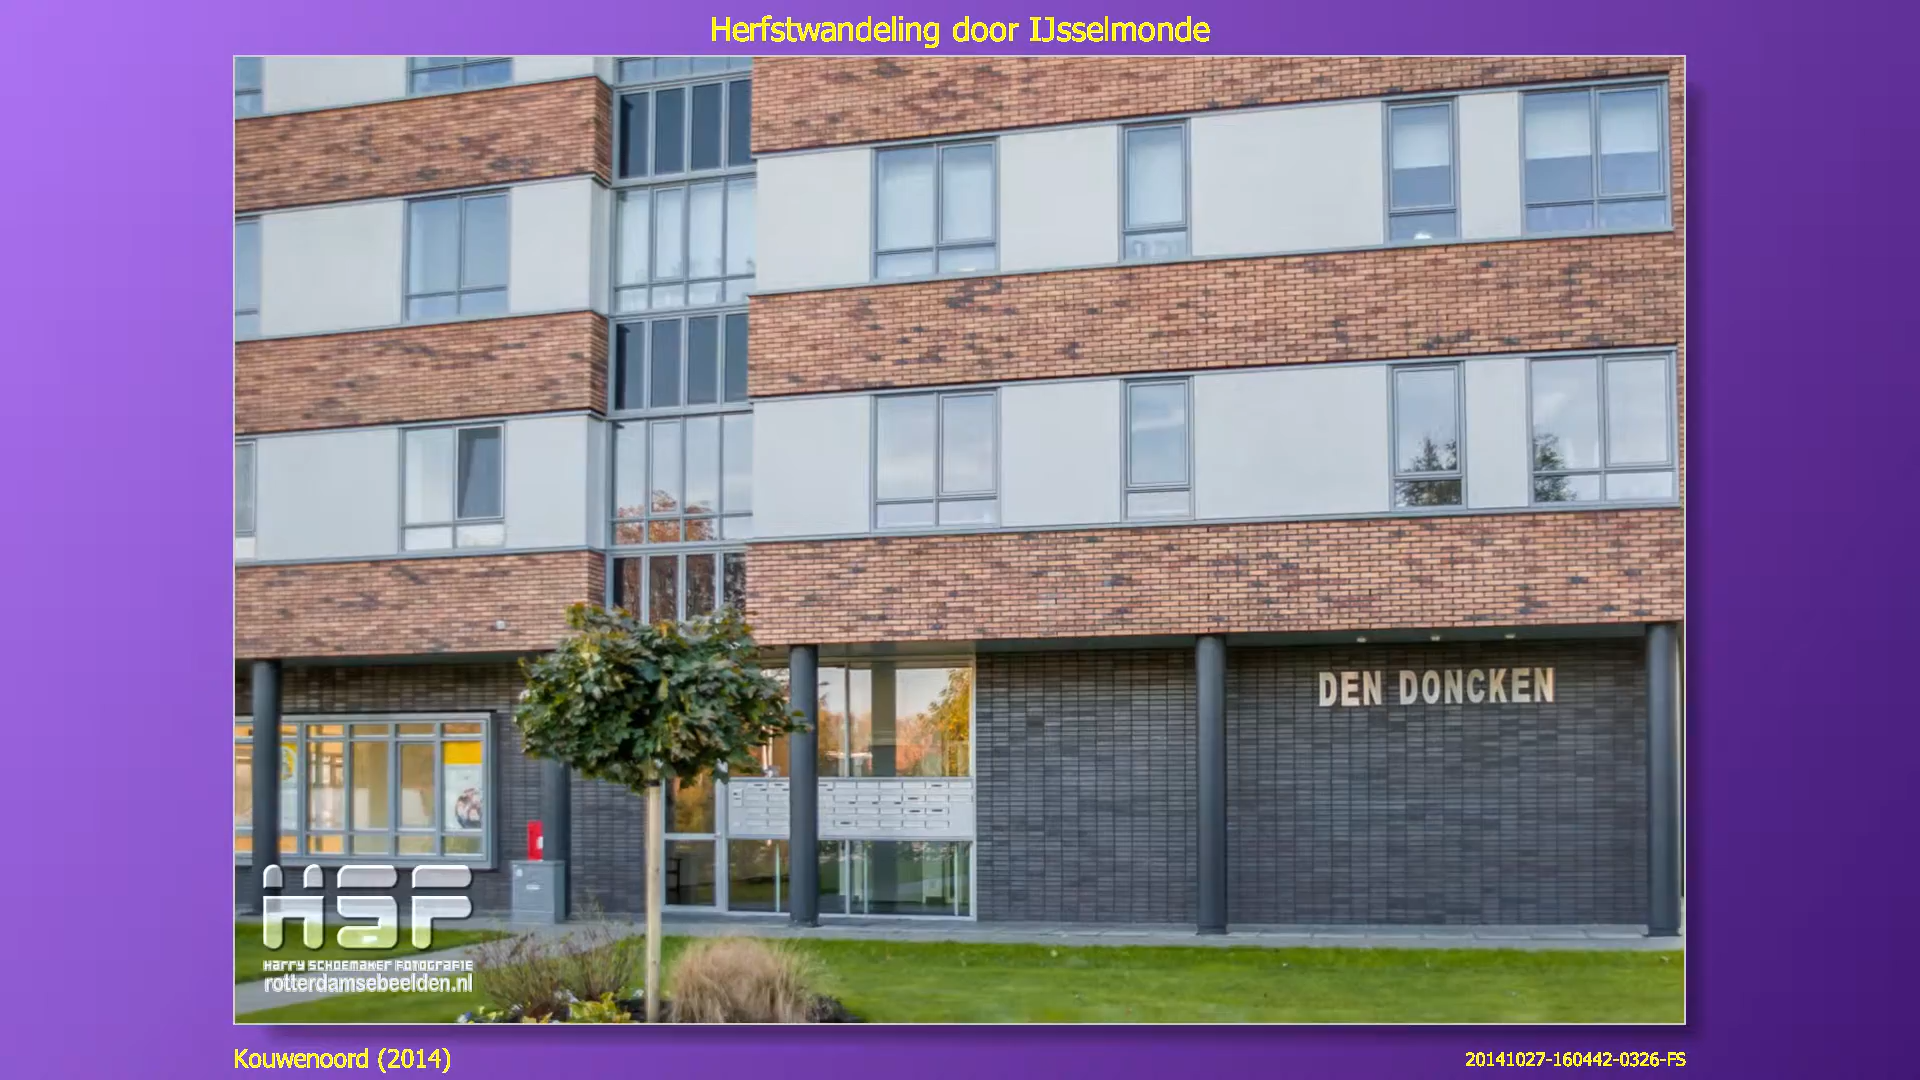 Herfstwandeling door IJsselmonde
DEN DONCKEN
HSF
HARRY SCHOEMAKER FOTOGRAFIE
rotterdamsebeelden.nl
Kouwenoord (2014)
20141027-160442-0326-FS